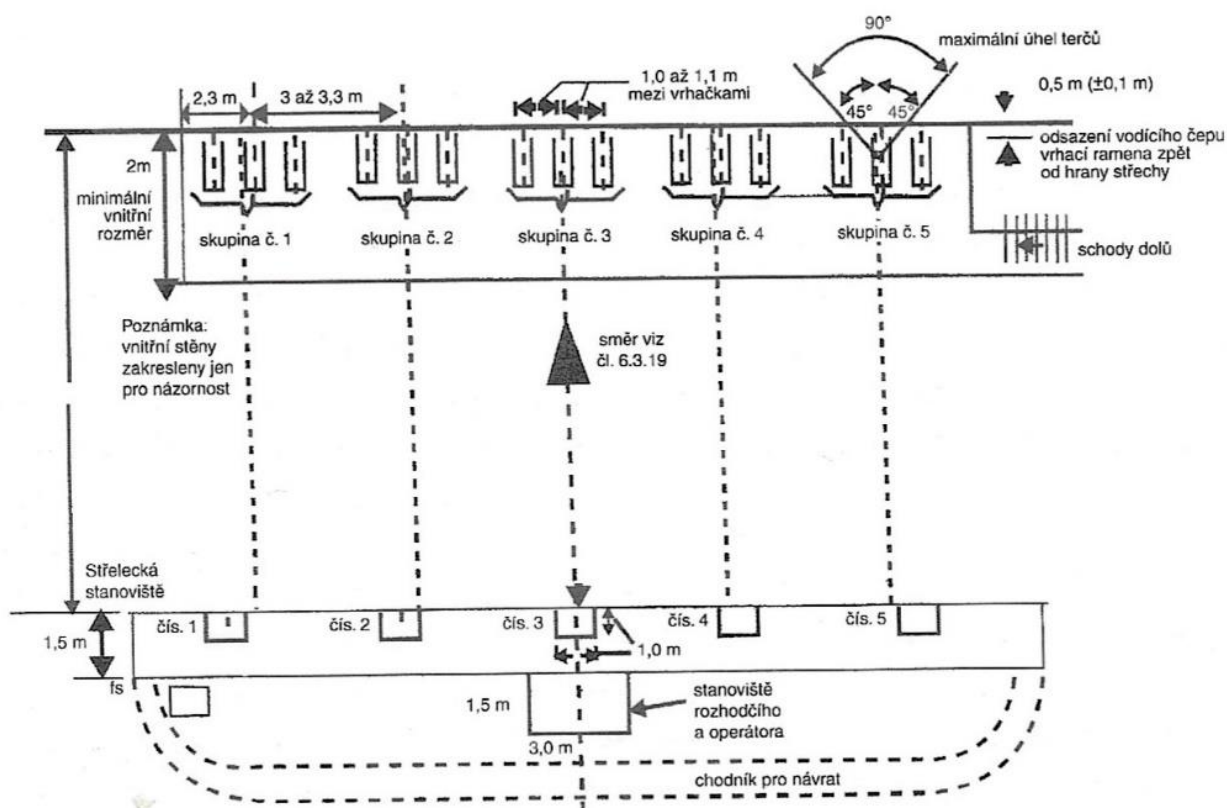 90°
maximální úhel terčů
1,0 až 1,1 m
mezi vrhačkami
2,3 m
3 až 3,3 m
45°
45°
0,5 m (±0,1 m)
odsazení vodícího čepu
vrhací ramena zpět
od hrany střechy
2m
minimální
vnitřní
rozměr
skupina č. 1
skupina č. 2
skupina č. 3
skupina č. 4
skupina č. 5
schody dolů
Poznámka:
vnitřní stěny
zakresleny jen
pro názornost
směr viz
čl. 6.3.19
Střelecká
stanoviště
čís. 1
čís. 2
čís. 3
čís. 4
čís. 5
1,5 m
1,0 m
fs
1,5 m
3,0 m
stanoviště
rozhodčího
a operátora
chodník pro návrat